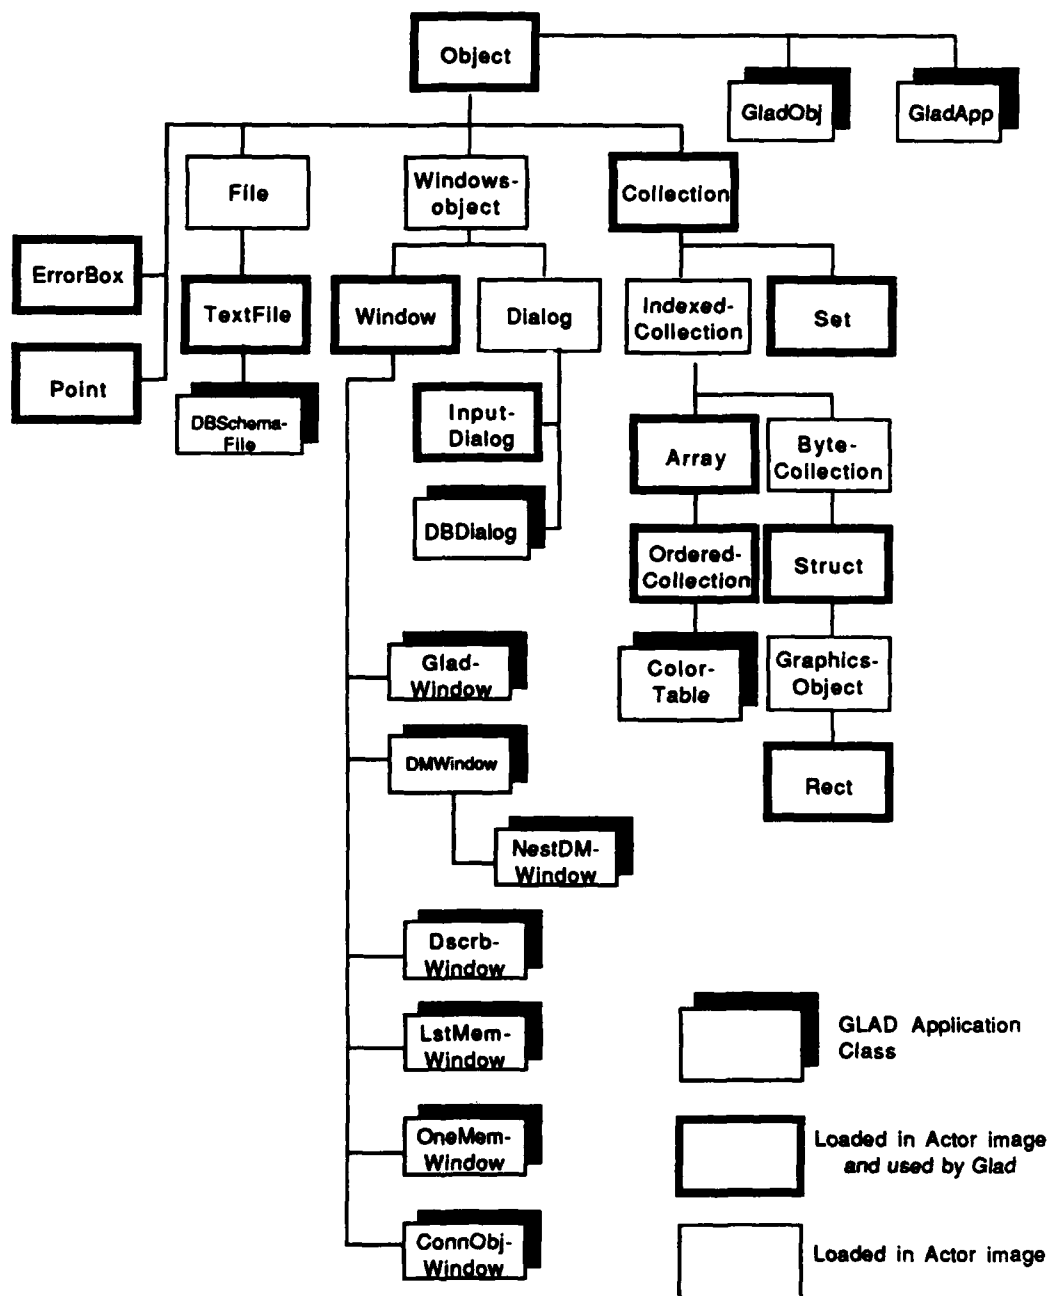 Object
GladObj
GladApp
File
Windows-
object
Collection
ErrorBox
TextFile
Window
Dialog
Indexed-
Collection
Set
Point
DBSchema-
File
Input-
Dialog
Array
Byte-
Collection
DBDialog
Ordered-
Collection
Struct
Glad-
Window
Color-
Table
Graphics-
Object
DMWindow
Rect
NestDM-
Window
Dscrb-
Window
LstMem-
Window
OneMem-
Window
ConnObj-
Window
GLAD Application
Class
Loaded in Actor image
and used by Glad
Loaded in Actor image